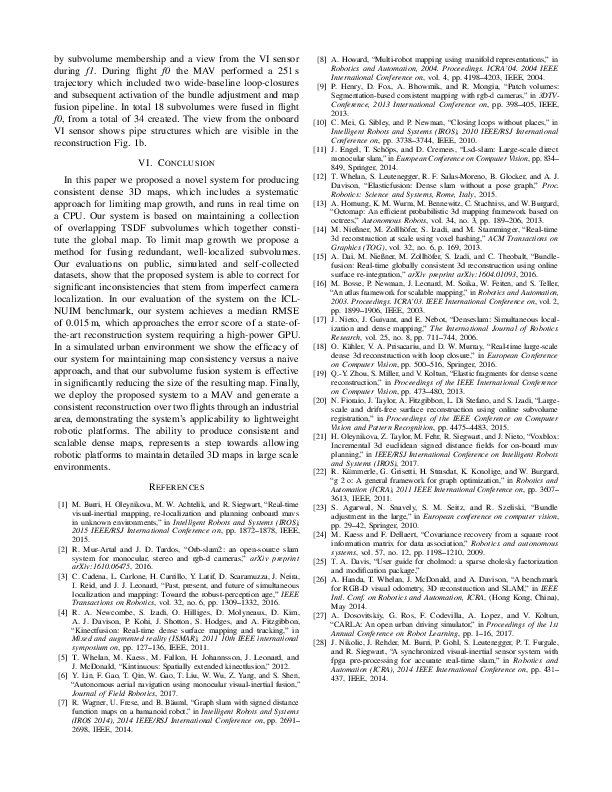 by subvolume membership and a view from the VI sensor
during f1. During flight f0 the MAV performed a 251 s
trajectory which included two wide-baseline loop-closures
and subsequent activation of the bundle adjustment and map
fusion pipeline. In total 18 subvolumes were fused in flight
f0, from a total of 34 created. The view from the onboard
VI sensor shows pipe structures which are visible in the
reconstruction Fig. 1b.
VI. CONCLUSION
In this paper we proposed a novel system for producing
consistent dense 3D maps, which includes a systematic
approach for limiting map growth, and runs in real time on
a CPU. Our system is based on maintaining a collection
of overlapping TSDF subvolumes which together consti-
tute the global map. To limit map growth we propose a
method for fusing redundant, well-localized subvolumes.
Our evaluations on public, simulated and self-collected
datasets, show that the proposed system is able to correct for
significant inconsistencies that stem from imperfect camera
localization. In our evaluation of the system on the ICL-
NUIM benchmark, our system achieves a median RMSE
of 0.015 m, which approaches the error score of a state-of-
the-art reconstruction system requiring a high-power GPU.
In a simulated urban environment we show the efficacy of
our system for maintaining map consistency versus a naive
approach, and that our subvolume fusion system is effective
in significantly reducing the size of the resulting map. Finally,
we deploy the proposed system to a MAV and generate a
consistent reconstruction over two flights through an industrial
area, demonstrating the system's applicability to lightweight
robotic platforms. The ability to produce consistent and
scalable dense maps, represents a step towards allowing
robotic platforms to maintain detailed 3D maps in large scale
environments.
REFERENCES
[1] M. Burri, H. Oleynikova, M. W. Achtelik, and R. Siegwart, "Real-time
visual-inertial mapping, re-localization and planning onboard mavs
in unknown environments," in Intelligent Robots and Systems (IROS),
2015 IEEE/RSJ International Conference on, pp. 1872–1878, IEEE,
2015.
[2] R. Mur-Artal and J. D. Tardos, "Orb-slam2: an open-source slam
system for monocular, stereo and rgb-d cameras," arXiv preprint
arXiv:1610.06475, 2016.
[3] C. Cadena, L. Carlone, H. Carrillo, Y. Latif, D. Scaramuzza, J. Neira,
I. Reid, and J. J. Leonard, "Past, present, and future of simultaneous
localization and mapping: Toward the robust-perception age," IEEE
Transactions on Robotics, vol. 32, no. 6, pp. 1309–1332, 2016.
[4] R. A. Newcombe, S. Izadi, O. Hilliges, D. Molyneaux, D. Kim,
A. J. Davison, P. Kohi, J. Shotton, S. Hodges, and A. Fitzgibbon,
"Kinectfusion: Real-time dense surface mapping and tracking," in
Mixed and augmented reality (ISMAR), 2011 10th IEEE international
symposium on, pp. 127–136, IEEE, 2011.
[5] T. Whelan, M. Kaess, M. Fallon, H. Johannsson, J. Leonard, and
J. McDonald, "Kintinuous: Spatially extended kinectfusion," 2012.
[6] Y. Lin, F. Gao, T. Qin, W. Gao, T. Liu, W. Wu, Z. Yang, and S. Shen,
"Autonomous aerial navigation using monocular visual-inertial fusion,"
Journal of Field Robotics, 2017.
[7] R. Wagner, U. Frese, and B. Bäuml, "Graph slam with signed distance
function maps on a humanoid robot," in Intelligent Robots and Systems
(IROS 2014), 2014 IEEE/RSJ International Conference on, pp. 2691–
2698, IEEE, 2014.
[8] A. Howard, "Multi-robot mapping using manifold representations," in
Robotics and Automation, 2004. Proceedings. ICRA'04. 2004 IEEE
International Conference on, vol. 4, pp. 4198–4203, IEEE, 2004.
[9] P. Henry, D. Fox, A. Bhowmik, and R. Mongia, "Patch volumes:
Segmentation-based consistent mapping with rgb-d cameras," in 3DTV-
Conference, 2013 International Conference on, pp. 398–405, IEEE,
2013.
[10] C. Mei, G. Sibley, and P. Newman, "Closing loops without places," in
Intelligent Robots and Systems (IROS), 2010 IEEE/RSJ International
Conference on, pp. 3738–3744, IEEE, 2010.
[11] J. Engel, T. Schöps, and D. Cremers, "Lsd-slam: Large-scale direct
monocular slam," in European Conference on Computer Vision, pp. 834–
849, Springer, 2014.
[12] T. Whelan, S. Leutenegger, R. F. Salas-Moreno, B. Glocker, and A. J.
Davison, "Elasticfusion: Dense slam without a pose graph," Proc.
Robotics: Science and Systems, Rome, Italy, 2015.
[13] A. Hornung, K. M. Wurm, M. Bennewitz, C. Stachniss, and W. Burgard,
"Octomap: An efficient probabilistic 3d mapping framework based on
octrees," Autonomous Robots, vol. 34, no. 3, pp. 189–206, 2013.
[14] M. Nießner, M. Zollhöfer, S. Izadi, and M. Stamminger, "Real-time
3d reconstruction at scale using voxel hashing," ACM Transactions on
Graphics (TOG), vol. 32, no. 6, p. 169, 2013.
[15] A. Dai, M. Nießner, M. Zollhöfer, S. Izadi, and C. Theobalt, "Bundle-
fusion: Real-time globally consistent 3d reconstruction using online
surface re-integration," arXiv preprint arXiv:1604.01093, 2016.
[16] M. Bosse, P. Newman, J. Leonard, M. Soika, W. Feiten, and S. Teller,
"An atlas framework for scalable mapping," in Robotics and Automation,
2003. Proceedings. ICRA'03. IEEE International Conference on, vol. 2,
pp. 1899–1906, IEEE, 2003.
[17] J. Nieto, J. Guivant, and E. Nebot, "Denseslam: Simultaneous local-
ization and dense mapping," The International Journal of Robotics
Research, vol. 25, no. 8, pp. 711–744, 2006.
[18] O. Kähler, V. A. Prisacariu, and D. W. Murray, "Real-time large-scale
dense 3d reconstruction with loop closure," in European Conference
on Computer Vision, pp. 500–516, Springer, 2016.
[19] Q.-Y. Zhou, S. Miller, and V. Koltun, "Elastic fragments for dense scene
reconstruction," in Proceedings of the IEEE International Conference
on Computer Vision, pp. 473–480, 2013.
[20] N. Fioraio, J. Taylor, A. Fitzgibbon, L. Di Stefano, and S. Izadi, "Large-
scale and drift-free surface reconstruction using online subvolume
registration," in Proceedings of the IEEE Conference on Computer
Vision and Pattern Recognition, pp. 4475–4483, 2015.
[21] H. Oleynikova, Z. Taylor, M. Fehr, R. Siegwart, and J. Nieto, "Voxblox:
Incremental 3d euclidean signed distance fields for on-board mav
planning," in IEEE/RSJ International Conference on Intelligent Robots
and Systems (IROS), 2017.
[22] R. Kümmerle, G. Grisetti, H. Strasdat, K. Konolige, and W. Burgard,
"g 2 o: A general framework for graph optimization," in Robotics and
Automation (ICRA), 2011 IEEE International Conference on, pp. 3607–
3613, IEEE, 2011.
[23] S. Agarwal, N. Snavely, S. M. Seitz, and R. Szeliski, "Bundle
adjustment in the large," in European conference on computer vision,
pp. 29–42, Springer, 2010.
[24] M. Kaess and F. Dellaert, "Covariance recovery from a square root
information matrix for data association," Robotics and autonomous
systems, vol. 57, no. 12, pp. 1198–1210, 2009.
[25] T. A. Davis, "User guide for cholmod: a sparse cholesky factorization
and modification package,"
[26] A. Handa, T. Whelan, J. McDonald, and A. Davison, "A benchmark
for RGB-D visual odometry, 3D reconstruction and SLAM," in IEEE
Intl. Conf. on Robotics and Automation, ICRA, (Hong Kong, China),
May 2014.
[27] A. Dosovitskiy, G. Ros, F. Codevilla, A. Lopez, and V. Koltun,
"CARLA: An open urban driving simulator," in Proceedings of the 1st
Annual Conference on Robot Learning, pp. 1–16, 2017.
[28] J. Nikolic, J. Rehder, M. Burri, P. Gohl, S. Leutenegger, P. T. Furgale,
and R. Siegwart, "A synchronized visual-inertial sensor system with
fpga pre-processing for accurate real-time slam," in Robotics and
Automation (ICRA), 2014 IEEE International Conference on, pp. 431–
437, IEEE, 2014.